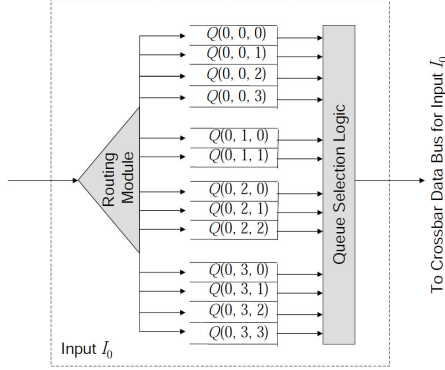 Q(0, 0, 0)
Q(0, 0, 1)
Q(0, 0, 2)
Q(0, 0, 3)
Q(0, 1, 0)
Q(0, 1, 1)
Q(0, 2, 0)
Q(0, 2, 1)
Q(0, 2, 2)
Q(0, 3, 0)
Q(0, 3, 1)
Q(0, 3, 2)
Q(0, 3, 3)
Routing
Module
Queue Selection Logic
To Crossbar Data Bus for Input I₀
Input I₀